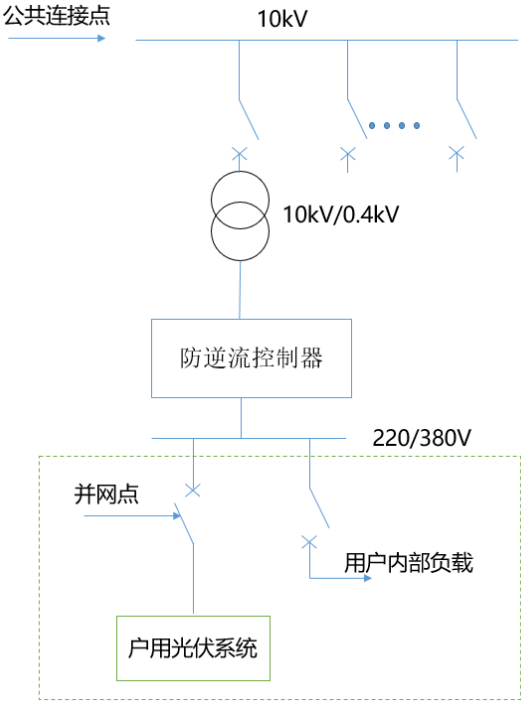 公共连接点
10kV
10kV/0.4kV
防逆流控制器
220/380V
并网点
用户内部负载
户用光伏系统